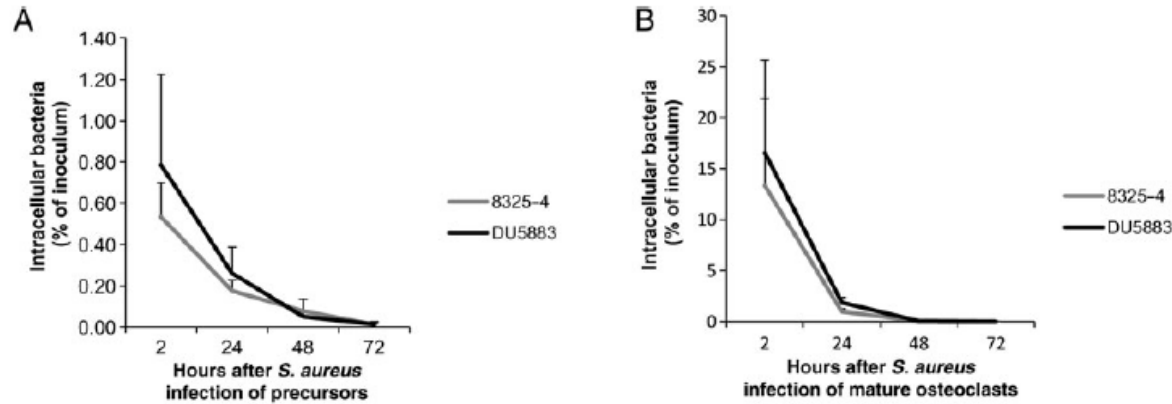 A
Intracellular bacteria
(% of inoculum)
1.40
1.20
1.00
0.80
0.60
0.40
0.20
0.00
2 24 48 72
Hours after S. aureus
infection of precursors
8325–4
DU5883
B
Intracellular bacteria
(% of inoculum)
30
25
20
15
10
5
0
2 24 48 72
Hours after S. aureus
infection of mature osteoclasts
8325–4
DU5883